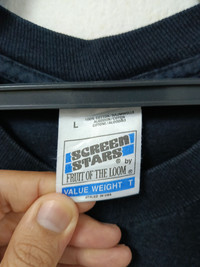 L
SCREEN
STARS ® by
FRUIT OF THE LOOM ®
VALUE WEIGHT T